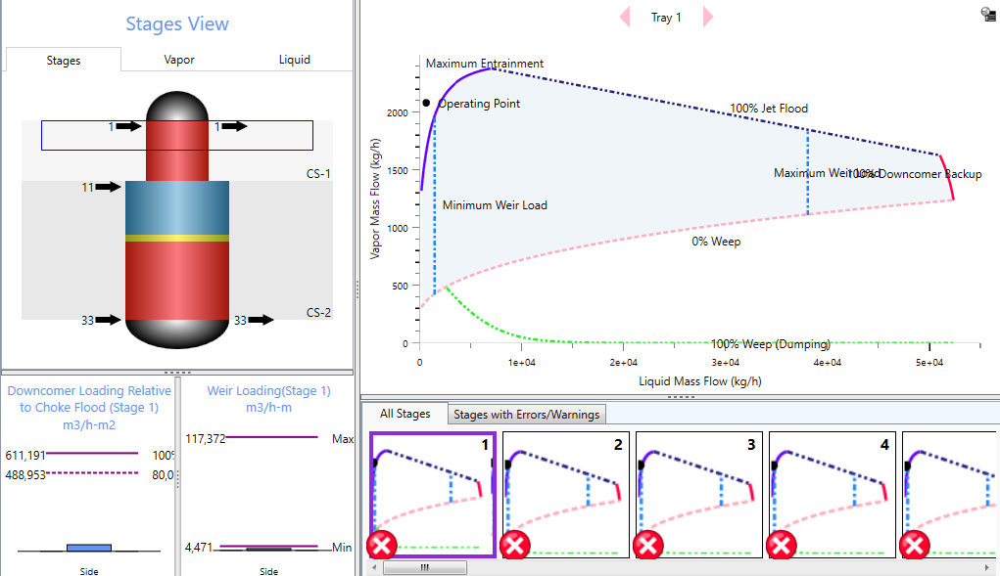 Stages View
Stages
Vapor
Liquid
1
1
CS-1
11
CS-2
33
33
Downcomer Loading Relative
to Choke Flood (Stage 1)
m3/h-m2
611,191
100%
488,953
80,0
Side
Weir Loading(Stage 1)
m3/h-m
117,372
Max
4,471
Min
Side
Tray 1
Vapor Mass Flow (kg/h)
2000
1500
1000
500
0
Maximum Entrainment
Operating Point
100% Jet Flood
Maximum Weir Load
100% Downcomer Backup
Minimum Weir Load
0% Weep
100% Weep (Dumping)
0
1e+04
2e+04
3e+04
4e+04
5e+04
Liquid Mass Flow (kg/h)
All Stages
Stages with Errors/Warnings
1
2
3
4